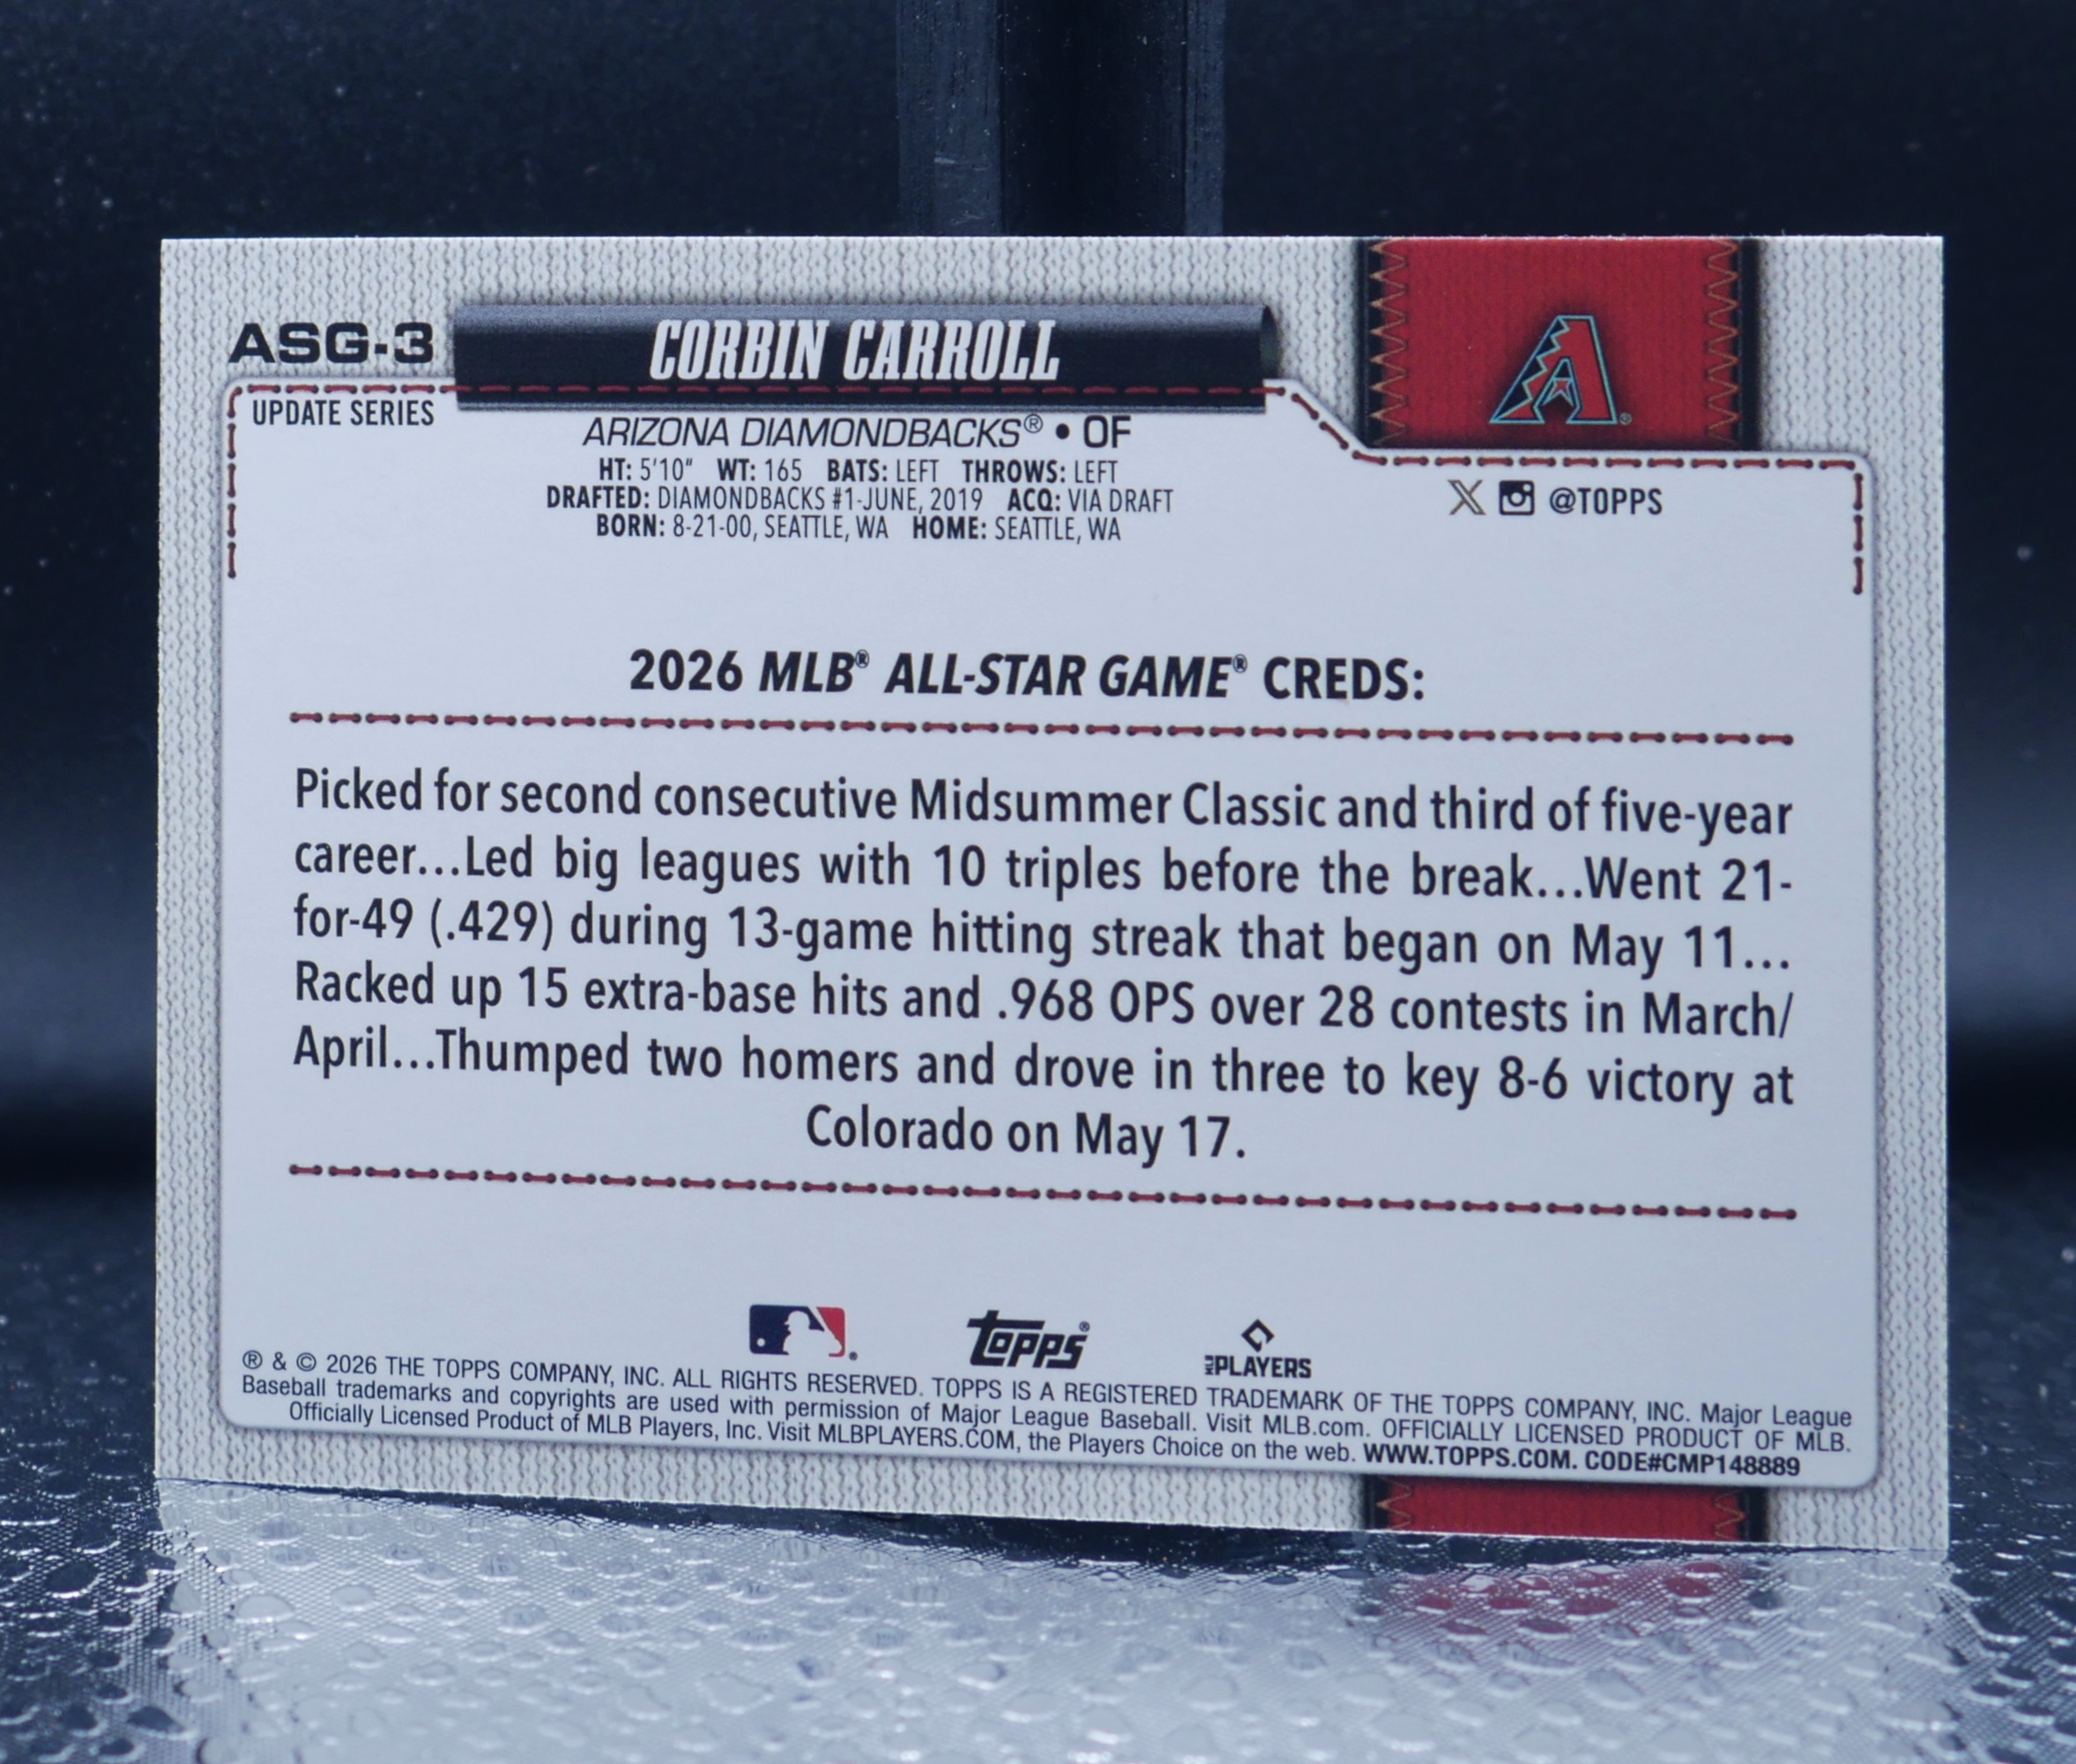 ASG-3
CORBIN CARROLL
UPDATE SERIES
ARIZONA DIAMONDBACKS® • OF
HT: 5'10" WT: 165 BATS: LEFT THROWS: LEFT
DRAFTED: DIAMONDBACKS #1-JUNE, 2019 ACQ: VIA DRAFT
BORN: 8-21-00, SEATTLE, WA HOME: SEATTLE, WA
A®
X @TOPPS
2026 MLB® ALL-STAR GAME® CREDS:
Picked for second consecutive Midsummer Classic and third of five-year
career...Led big leagues with 10 triples before the break...Went 21-
for-49 (.429) during 13-game hitting streak that began on May 11...
Racked up 15 extra-base hits and .968 OPS over 28 contests in March/
April...Thumped two homers and drove in three to key 8-6 victory at
Colorado on May 17.
topps®
MLB PLAYERS
® & © 2026 THE TOPPS COMPANY, INC. ALL RIGHTS RESERVED. TOPPS IS A REGISTERED TRADEMARK OF THE TOPPS COMPANY, INC. Major League
Baseball trademarks and copyrights are used with permission of Major League Baseball. Visit MLB.com. OFFICIALLY LICENSED PRODUCT OF MLB.
Officially Licensed Product of MLB Players, Inc. Visit MLBPLAYERS.COM, the Players Choice on the web. WWW.TOPPS.COM. CODE#CMP148889